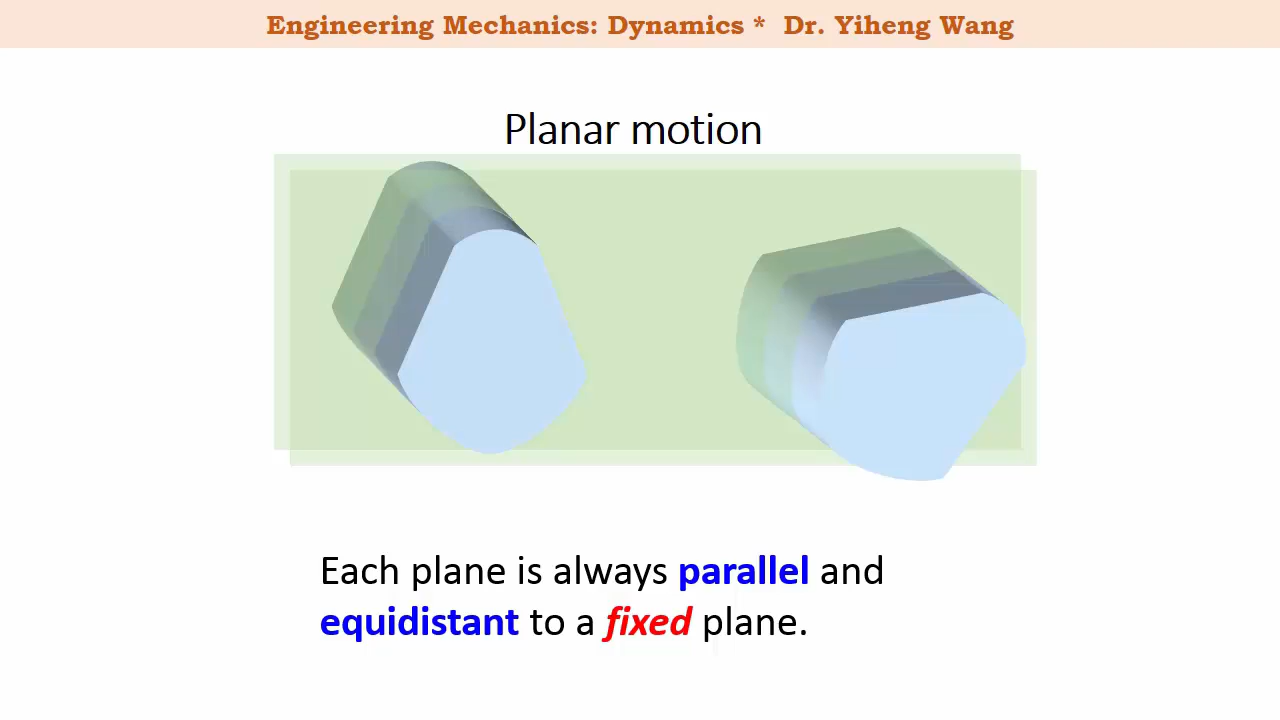 Engineering Mechanics: Dynamics * Dr. Yiheng Wang
Planar motion
Each plane is always parallel and
equidistant to a fixed plane.